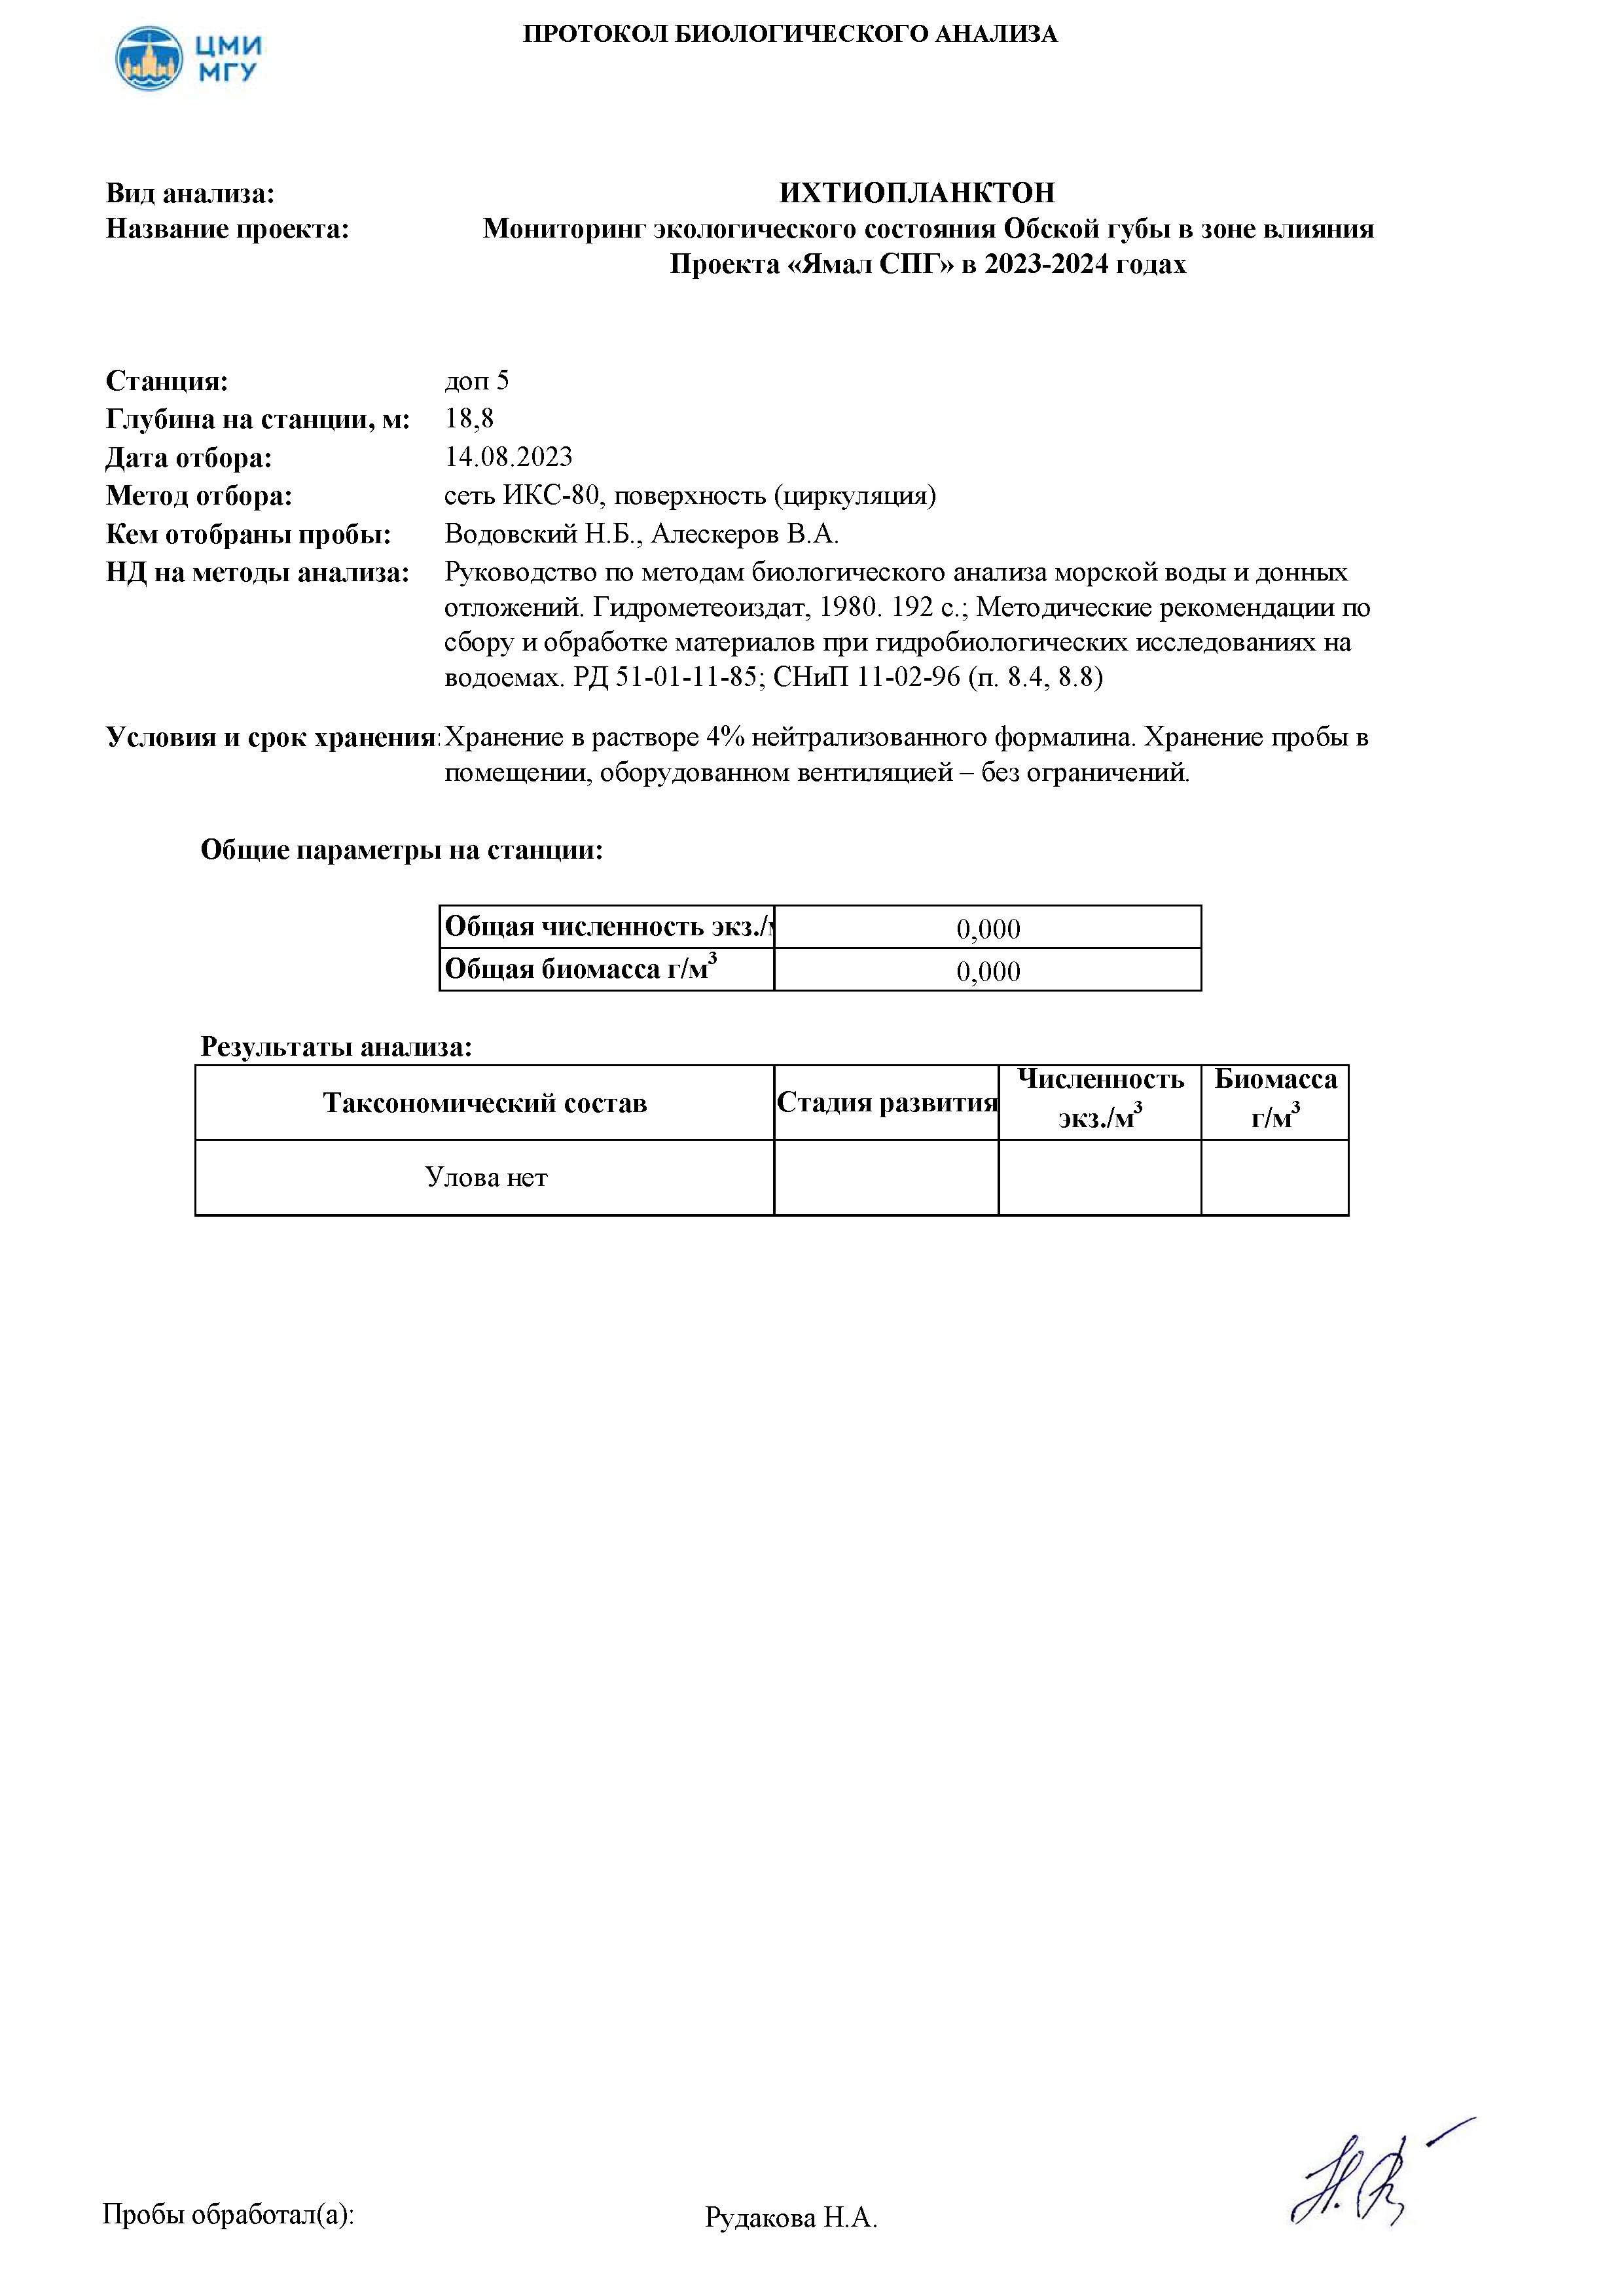 ЦМИ
МГУ
ПРОТОКОЛ БИОЛОГИЧЕСКОГО АНАЛИЗА
Вид анализа: ИХТИОПЛАНКТОН
Название проекта: Мониторинг экологического состояния Обской губы в зоне влияния
Проекта «Ямал СПГ» в 2023-2024 годах
Станция: доп 5
Глубина на станции, м: 18,8
Дата отбора: 14.08.2023
Метод отбора: сеть ИКС-80, поверхность (циркуляция)
Кем отобраны пробы: Водовский Н.Б., Алескеров В.А.
НД на методы анализа: Руководство по методам биологического анализа морской воды и донных
отложений. Гидрометеоиздат, 1980. 192 с.; Методические рекомендации по
сбору и обработке материалов при гидробиологических исследованиях на
водоемах. РД 51-01-11-85; СНиП 11-02-96 (п. 8.4, 8.8)
Условия и срок хранения: Хранение в растворе 4% нейтрализованного формалина. Хранение пробы в
помещении, оборудованном вентиляцией – без ограничений.
Общие параметры на станции:
Общая численность экз./ 0,000
Общая биомасса г/м³ 0,000
Результаты анализа:
Таксономический состав Стадия развития Численность экз./м³ Биомасса г/м³
Улова нет
Пробы обработал(а): Рудакова Н.А.